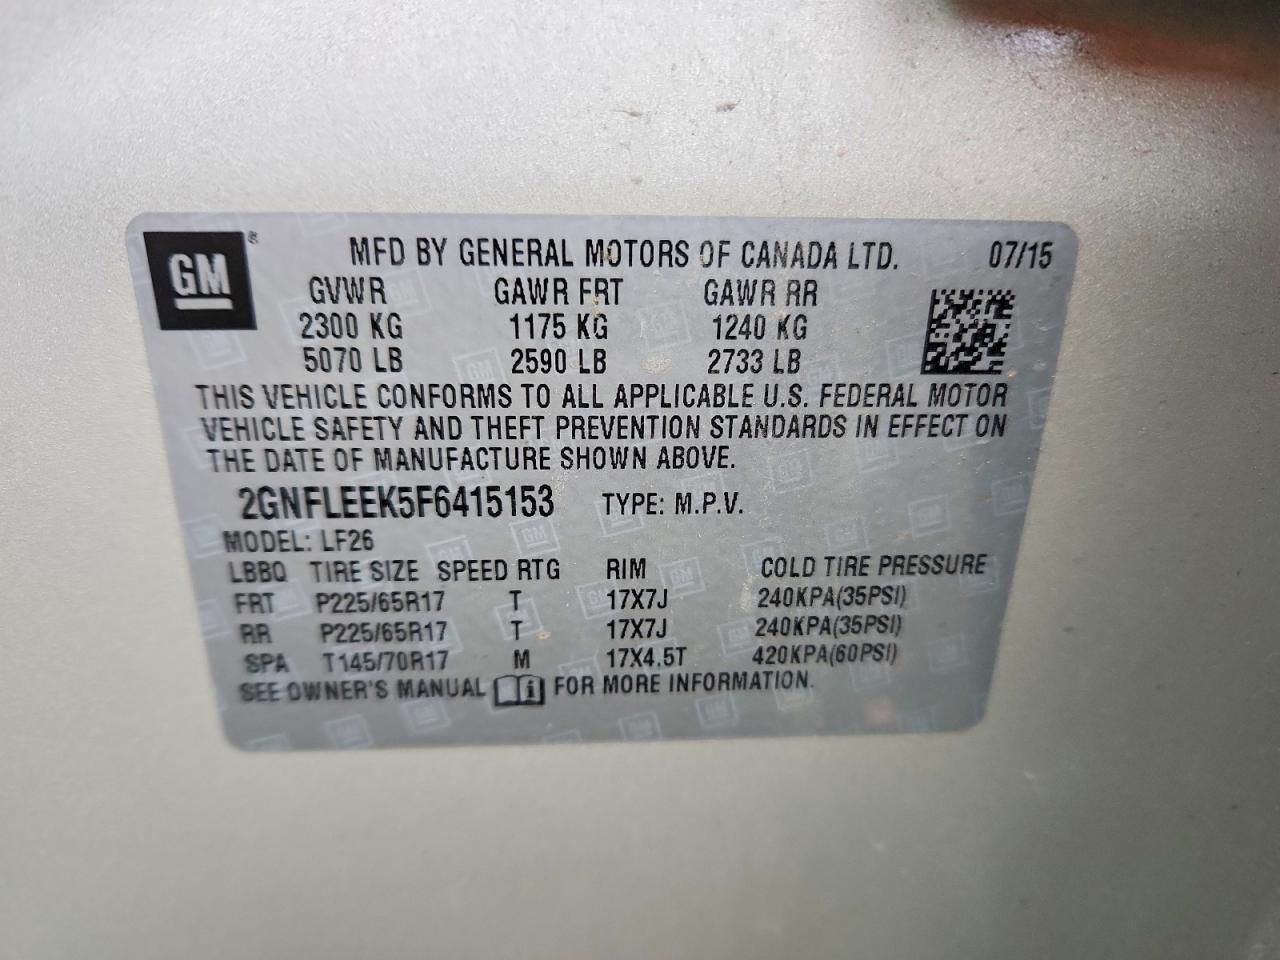 GM ® MFD BY GENERAL MOTORS OF CANADA LTD. 07/15
GVWR GAWR FRT GAWR RR
2300 KG 1175 KG 1240 KG
5070 LB 2590 LB 2733 LB
THIS VEHICLE CONFORMS TO ALL APPLICABLE U.S. FEDERAL MOTOR
VEHICLE SAFETY AND THEFT PREVENTION STANDARDS IN EFFECT ON
THE DATE OF MANUFACTURE SHOWN ABOVE.
2GNFLEEK5F6415153 TYPE: M.P.V.
MODEL: LF26
LBBQ TIRE SIZE SPEED RTG RIM COLD TIRE PRESSURE
FRT P225/65R17 T 17X7J 240KPA(35PSI)
RR P225/65R17 T 17X7J 240KPA(35PSI)
SPA T145/70R17 M 17X4.5T 420KPA(60PSI)
SEE OWNER'S MANUAL FOR MORE INFORMATION.